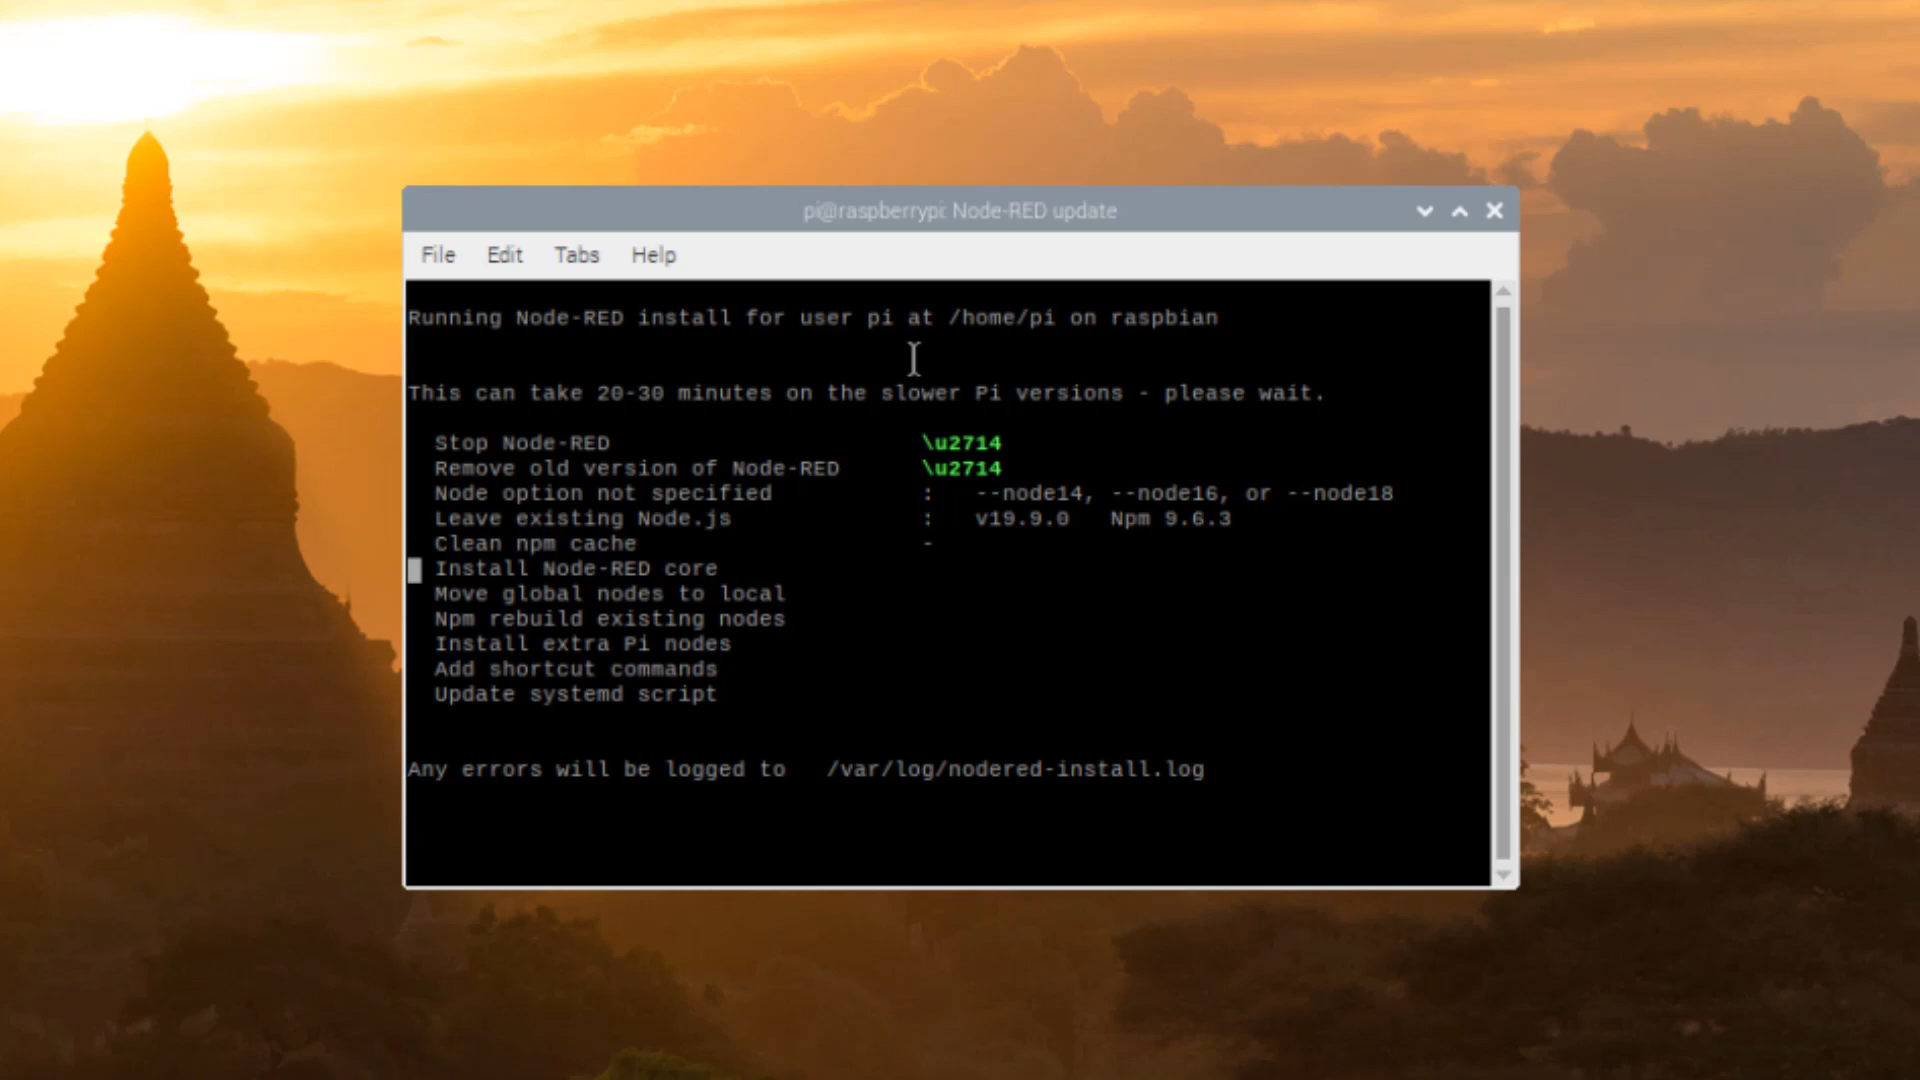 pi@raspberrypi: Node-RED update
File Edit Tabs Help
Running Node-RED install for user pi at /home/pi on raspbian
This can take 20-30 minutes on the slower Pi versions - please wait.
Stop Node-RED \u2714
Remove old version of Node-RED \u2714
Node option not specified : --node14, --node16, or --node18
Leave existing Node.js : v19.9.0 Npm 9.6.3
Clean npm cache -
Install Node-RED core
Move global nodes to local
Npm rebuild existing nodes
Install extra Pi nodes
Add shortcut commands
Update systemd script
Any errors will be logged to /var/log/nodered-install.log